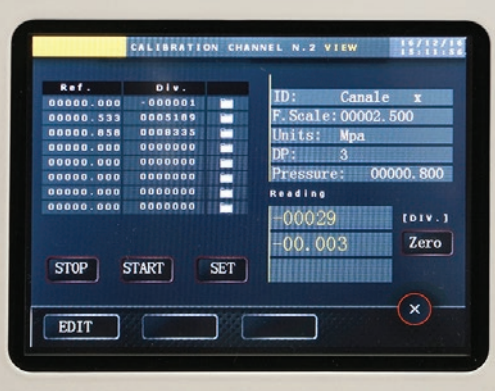 CALIBRATION CHANNEL N.2 VIEW 16/12/16
15:11:56
Ref. Div.
00000.000 -000001
00000.533 0005189
00000.858 0008335
00000.000 0000000
00000.000 0000000
00000.000 0000000
00000.000 0000000
00000.000 0000000
ID: Canale x
F.Scale: 00002.500
Units: Mpa
DP: 3
Pressure: 00000.800
Reading
-00029 [DIV.]
-00.003 Zero
STOP START SET
×
EDIT